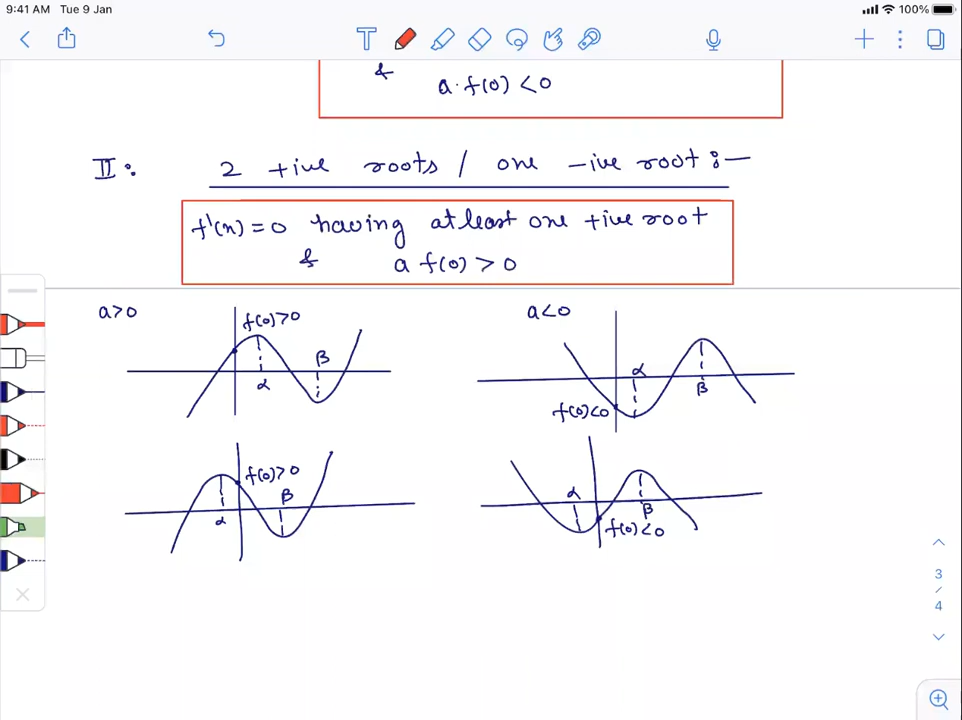 9:41 AM Tue 9 Jan
100%
&
a·f(0) <0
II:
2 +ive roots / one -ive root :-
f'(x) = 0 having atleast one +ive root
& a f(0) > 0
a>0
f(0)>0
β
α
a<0
α
β
f(0)<0
f(0)>0
β
α
α
β
f(0)<0
3
/
4